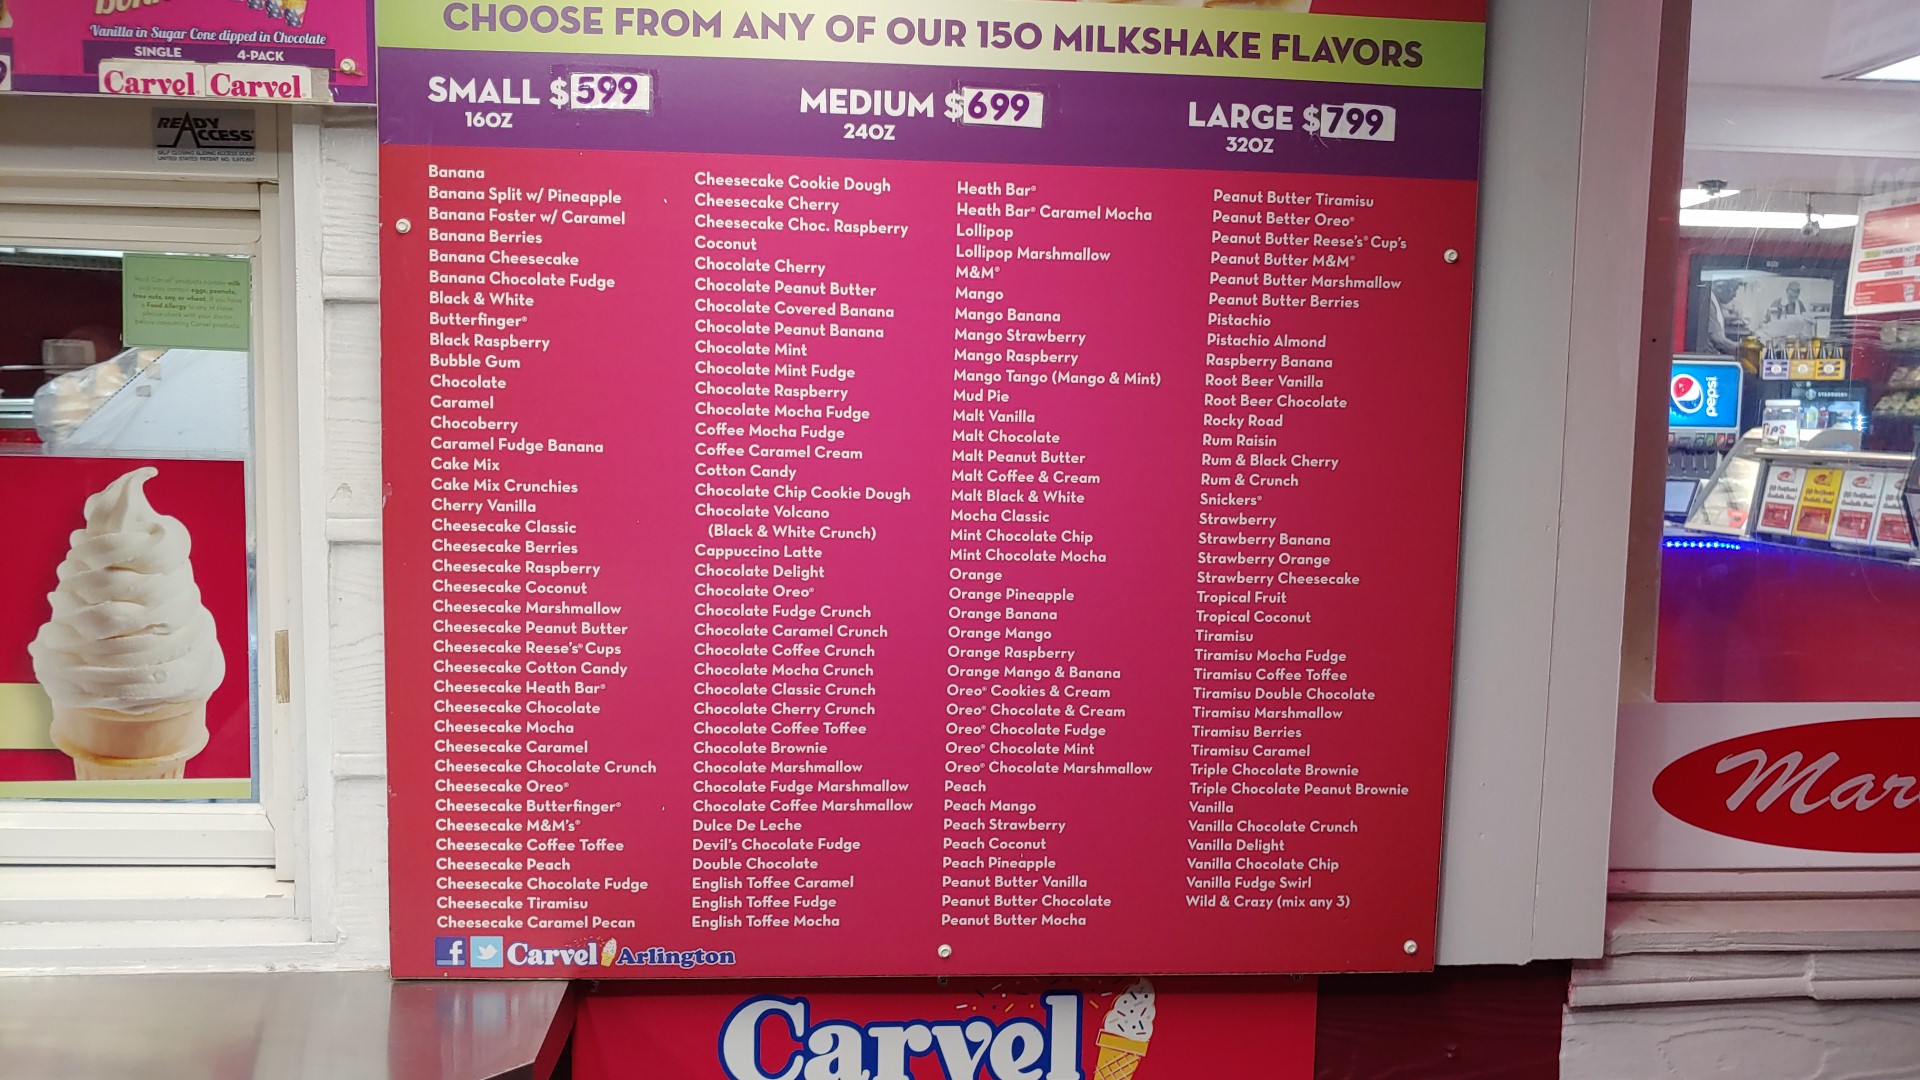 Vanilla in Sugar Cone dipped in Chocolate
SINGLE 4-PACK
Carvel Carvel
READY ACCESS
CHOOSE FROM ANY OF OUR 150 MILKSHAKE FLAVORS
SMALL $599
16OZ
MEDIUM $699
24OZ
LARGE $799
32OZ
Banana
Banana Split w/ Pineapple
Banana Foster w/ Caramel
Banana Berries
Banana Cheesecake
Banana Chocolate Fudge
Black & White
Butterfinger®
Black Raspberry
Bubble Gum
Chocolate
Caramel
Chocoberry
Caramel Fudge Banana
Cake Mix
Cake Mix Crunchies
Cherry Vanilla
Cheesecake Classic
Cheesecake Berries
Cheesecake Raspberry
Cheesecake Coconut
Cheesecake Marshmallow
Cheesecake Peanut Butter
Cheesecake Reese's® Cups
Cheesecake Cotton Candy
Cheesecake Heath Bar®
Cheesecake Chocolate
Cheesecake Mocha
Cheesecake Caramel
Cheesecake Chocolate Crunch
Cheesecake Oreo®
Cheesecake Butterfinger®
Cheesecake M&M's®
Cheesecake Coffee Toffee
Cheesecake Peach
Cheesecake Chocolate Fudge
Cheesecake Tiramisu
Cheesecake Caramel Pecan
Cheesecake Cookie Dough
Cheesecake Cherry
Cheesecake Choc. Raspberry
Coconut
Chocolate Cherry
Chocolate Peanut Butter
Chocolate Covered Banana
Chocolate Peanut Banana
Chocolate Mint
Chocolate Mint Fudge
Chocolate Raspberry
Chocolate Mocha Fudge
Coffee Mocha Fudge
Coffee Caramel Cream
Cotton Candy
Chocolate Chip Cookie Dough
Chocolate Volcano
(Black & White Crunch)
Cappuccino Latte
Chocolate Delight
Chocolate Oreo®
Chocolate Fudge Crunch
Chocolate Caramel Crunch
Chocolate Coffee Crunch
Chocolate Mocha Crunch
Chocolate Classic Crunch
Chocolate Cherry Crunch
Chocolate Coffee Toffee
Chocolate Brownie
Chocolate Marshmallow
Chocolate Fudge Marshmallow
Chocolate Coffee Marshmallow
Dulce De Leche
Devil's Chocolate Fudge
Double Chocolate
English Toffee Caramel
English Toffee Fudge
English Toffee Mocha
Heath Bar®
Heath Bar® Caramel Mocha
Lollipop
Lollipop Marshmallow
M&M®
Mango
Mango Banana
Mango Strawberry
Mango Raspberry
Mango Tango (Mango & Mint)
Mud Pie
Malt Vanilla
Malt Chocolate
Malt Peanut Butter
Malt Coffee & Cream
Malt Black & White
Mocha Classic
Mint Chocolate Chip
Mint Chocolate Mocha
Orange
Orange Pineapple
Orange Banana
Orange Mango
Orange Raspberry
Orange Mango & Banana
Oreo® Cookies & Cream
Oreo® Chocolate & Cream
Oreo® Chocolate Fudge
Oreo® Chocolate Mint
Oreo® Chocolate Marshmallow
Peach
Peach Mango
Peach Strawberry
Peach Coconut
Peach Pineapple
Peanut Butter Vanilla
Peanut Butter Chocolate
Peanut Butter Mocha
Peanut Butter Tiramisu
Peanut Better Oreo®
Peanut Butter Reese's® Cup's
Peanut Butter M&M®
Peanut Butter Marshmallow
Peanut Butter Berries
Pistachio
Pistachio Almond
Raspberry Banana
Root Beer Vanilla
Root Beer Chocolate
Rocky Road
Rum Raisin
Rum & Black Cherry
Rum & Crunch
Snickers®
Strawberry
Strawberry Banana
Strawberry Orange
Strawberry Cheesecake
Tropical Fruit
Tropical Coconut
Tiramisu
Tiramisu Mocha Fudge
Tiramisu Coffee Toffee
Tiramisu Double Chocolate
Tiramisu Marshmallow
Tiramisu Berries
Tiramisu Caramel
Triple Chocolate Brownie
Triple Chocolate Peanut Brownie
Vanilla
Vanilla Chocolate Crunch
Vanilla Delight
Vanilla Chocolate Chip
Vanilla Fudge Swirl
Wild & Crazy (mix any 3)
f Carvel Arlington
Carvel
pepsi
Mar